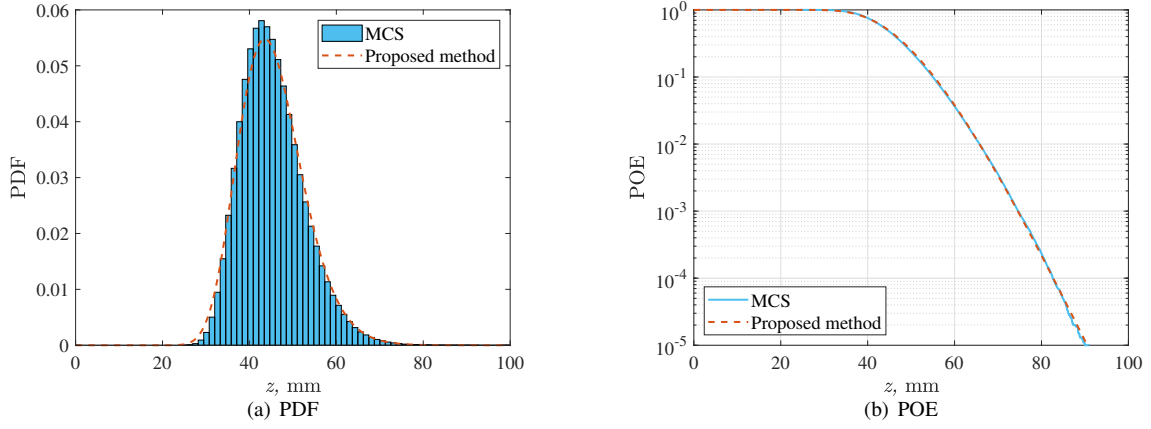 0.06
0.05
0.04
0.03
0.02
0.01
0
PDF
MCS
Proposed method
0 20 40 60 80 100
z, mm
(a) PDF
10^0
10^-1
10^-2
10^-3
10^-4
10^-5
POE
MCS
Proposed method
0 20 40 60 80 100
z, mm
(b) POE